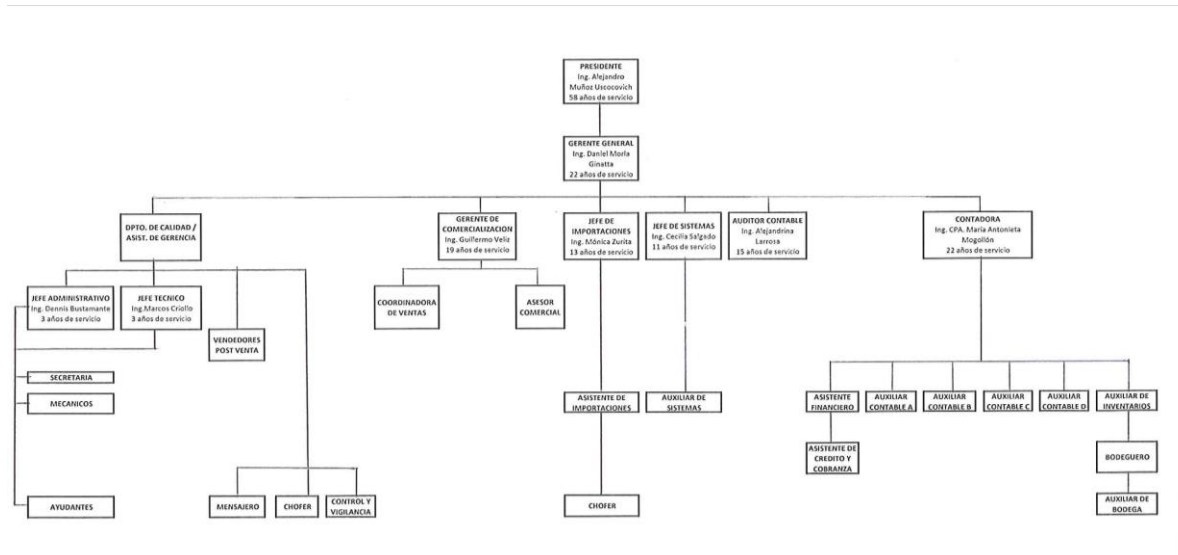 PRESIDENTE
Ing. Alejandro
Muñoz Uscocovich
58 años de servicio
GERENTE GENERAL
Ing. Daniel Morla
Ginatta
22 años de servicio
DPTO. DE CALIDAD /
ASIST. DE GERENCIA
GERENTE DE
COMERCIALIZACION
Ing. Guillermo Veliz
19 años de servicio
JEFE DE
IMPORTACIONES
Ing. Mónica Zurita
13 años de servicio
JEFE DE SISTEMAS
Ing. Cecilia Salgado
11 años de servicio
AUDITOR CONTABLE
Ing. Alejandrina
Larrosa
15 años de servicio
CONTADORA
Ing. CPA. María Antonieta
Mogollón
22 años de servicio
JEFE ADMINISTRATIVO
Ing. Dennis Bustamante
3 años de servicio
JEFE TECNICO
Ing.Marcos Criollo
3 años de servicio
VENDEDORES
POST VENTA
COORDINADORA
DE VENTAS
ASESOR
COMERCIAL
SECRETARIA
MECANICOS
ASISTENTE DE
IMPORTACIONES
AUXILIAR DE
SISTEMAS
ASISTENTE
FINANCIERO
AUXILIAR
CONTABLE A
AUXILIAR
CONTABLE B
AUXILIAR
CONTABLE C
AUXILIAR
CONTABLE D
AUXILIAR DE
INVENTARIOS
ASISTENTE DE
CREDITO Y
COBRANZA
BODEGUERO
AYUDANTES
MENSAJERO
CHOFER
CONTROL Y
VIGILANCIA
CHOFER
AUXILIAR DE
BODEGA